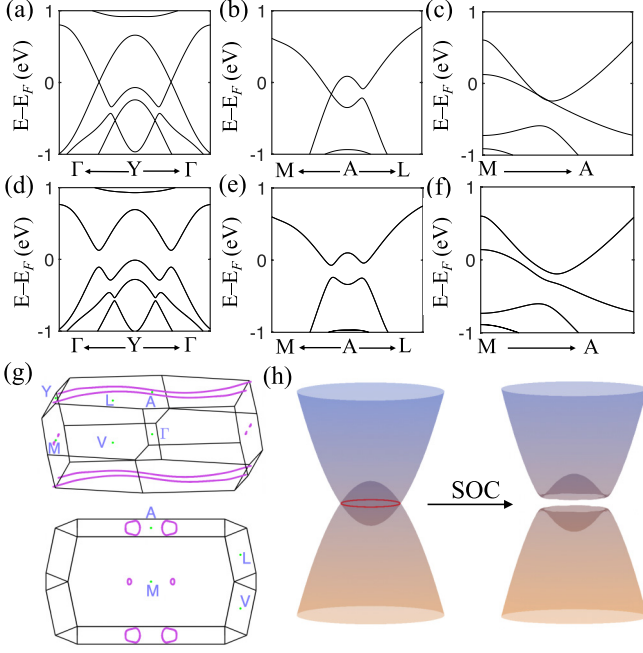 (a) (b) (c)
E–E_F (eV) 1 0 -1 Γ Y Γ
E–E_F (eV) 1 0 -1 M A L
E–E_F (eV) 1 0 -1 M A
(d) (e) (f)
E–E_F (eV) 1 0 -1 Γ Y Γ
E–E_F (eV) 1 0 -1 M A L
E–E_F (eV) 1 0 -1 M A
(g) (h)
Y L A
M V Γ
SOC
A
L
M
V